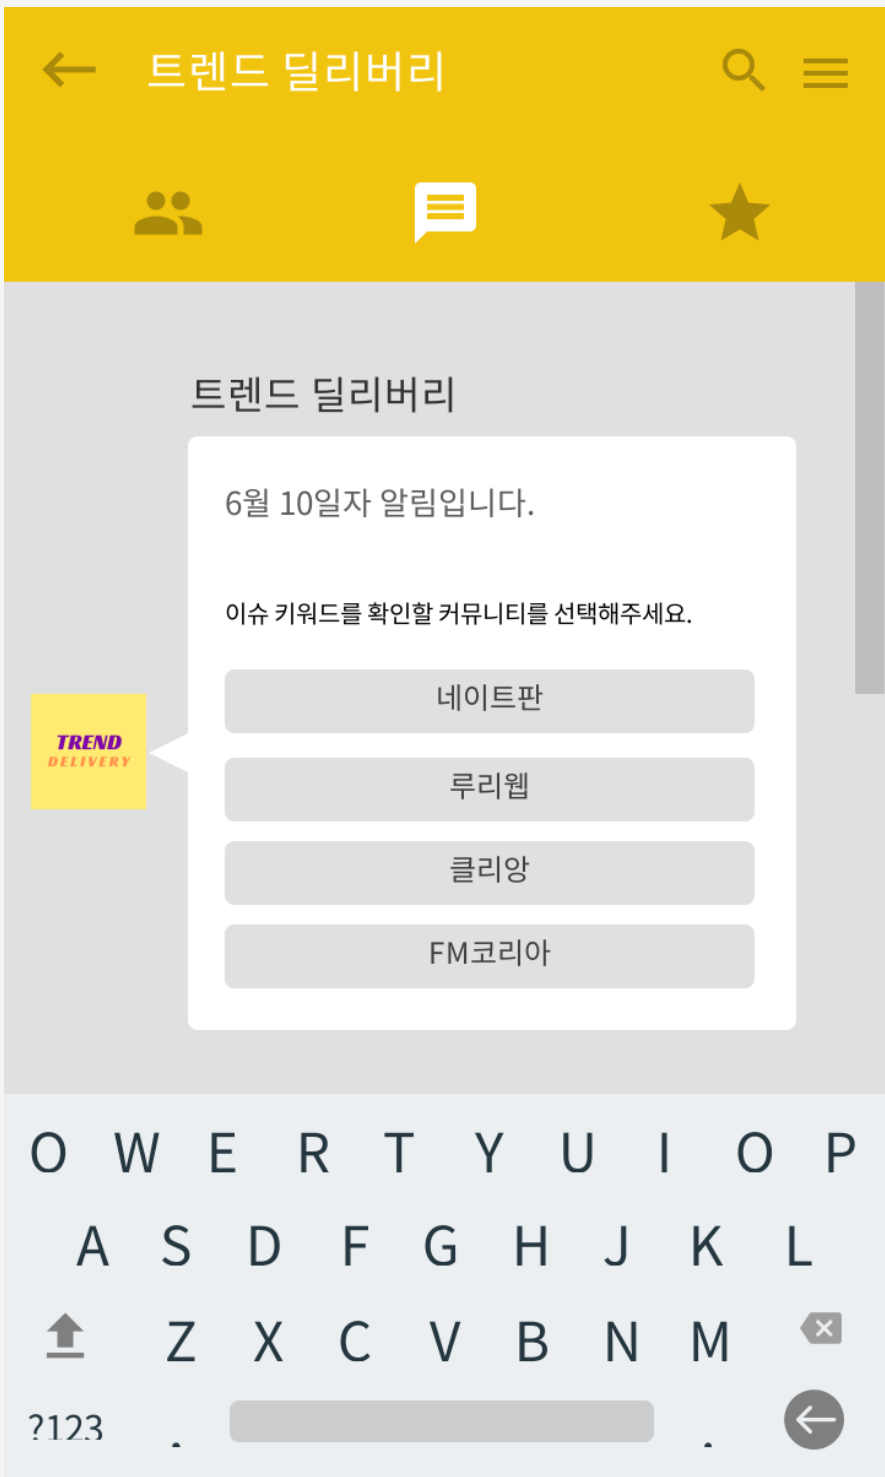 트렌드 딜리버리
트렌드 딜리버리
6월 10일자 알림입니다.
이슈 키워드를 확인할 커뮤니티를 선택해주세요.
네이트판
TREND
DELIVERY
루리웹
클리앙
FM코리아
O W E R T Y U I O P
A S D F G H J K L
Z X C V B N M
?123 . .